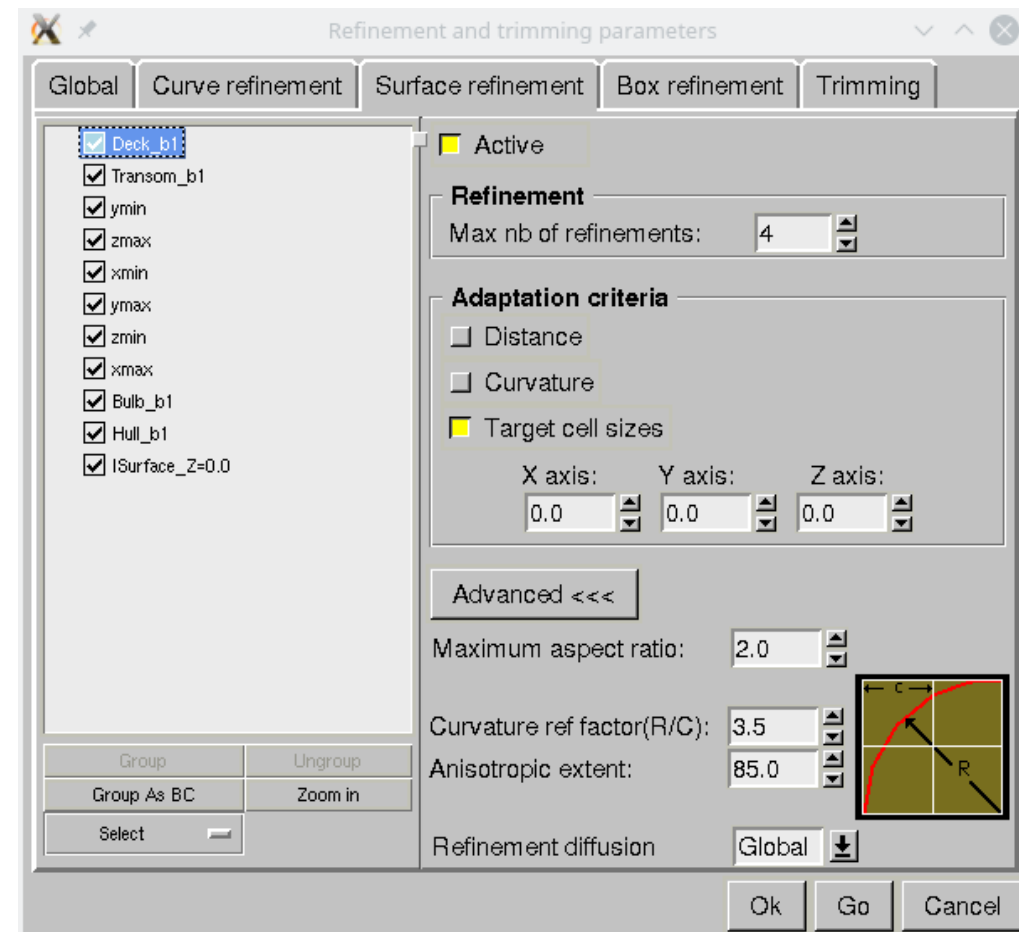 Refinement and trimming parameters
Global
Curve refinement
Surface refinement
Box refinement
Trimming
Deck_b1
Transom_b1
ymin
zmax
xmin
ymax
zmin
xmax
Bulb_b1
Hull_b1
ISurface_Z=0.0
Group
Ungroup
Group As BC
Zoom in
Select
Active
Refinement
Max nb of refinements: 4
Adaptation criteria
Distance
Curvature
Target cell sizes
X axis: Y axis: Z axis:
0.0 0.0 0.0
Advanced <<<
Maximum aspect ratio: 2.0
Curvature ref factor(R/C): 3.5
Anisotropic extent: 85.0
C
R
Refinement diffusion Global
Ok
Go
Cancel